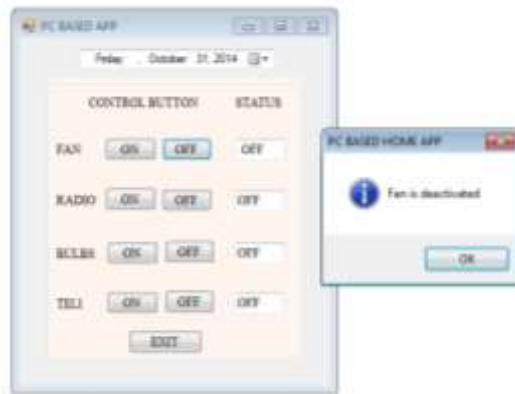 PC BASED APP
Friday , October 31, 2014
CONTROL BUTTON STATUS
FAN ON OFF OFF
RADIO ON OFF OFF
BULBS ON OFF OFF
ON OFF OFF
EXIT
PC BASED HOME APP
Fan is deactivated
OK